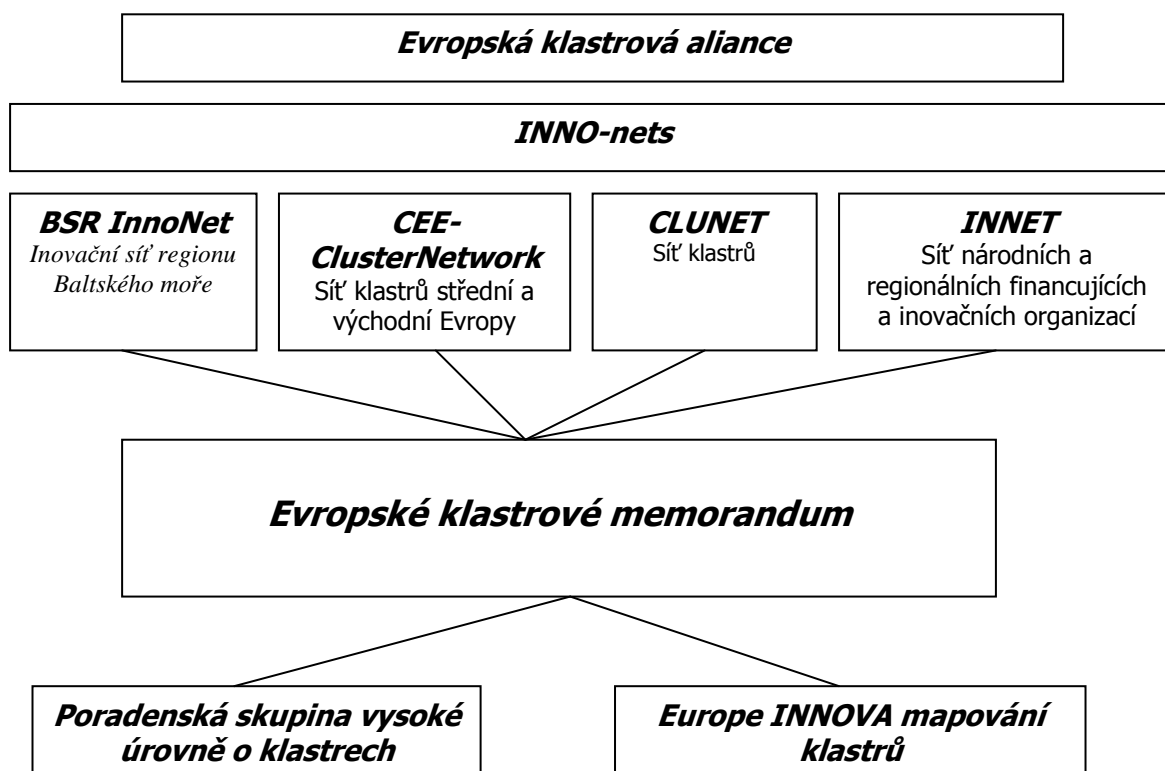 Evropská klastrová aliance
INNO-nets
BSR InnoNet
Inovační síť regionu
Baltského moře
CEE-
ClusterNetwork
Síť klastrů střední a
východní Evropy
CLUNET
Síť klastrů
INNET
Síť národních a
regionálních financujících
a inovačních organizací
Evropské klastrové memorandum
Poradenská skupina vysoké
úrovně o klastrech
Europe INNOVA mapování
klastrů